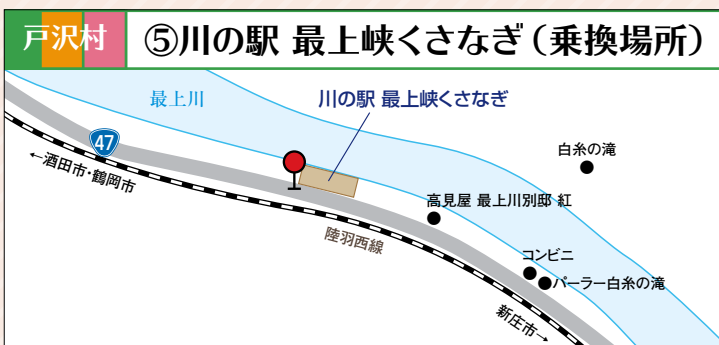 戸沢村
⑤川の駅 最上峡くさなぎ（乗換場所）
最上川
川の駅 最上峡くさなぎ
47
白糸の滝
←酒田市・鶴岡市
高見屋 最上川別邸 紅
陸羽西線
コンビニ
パーラー白糸の滝
新庄市→